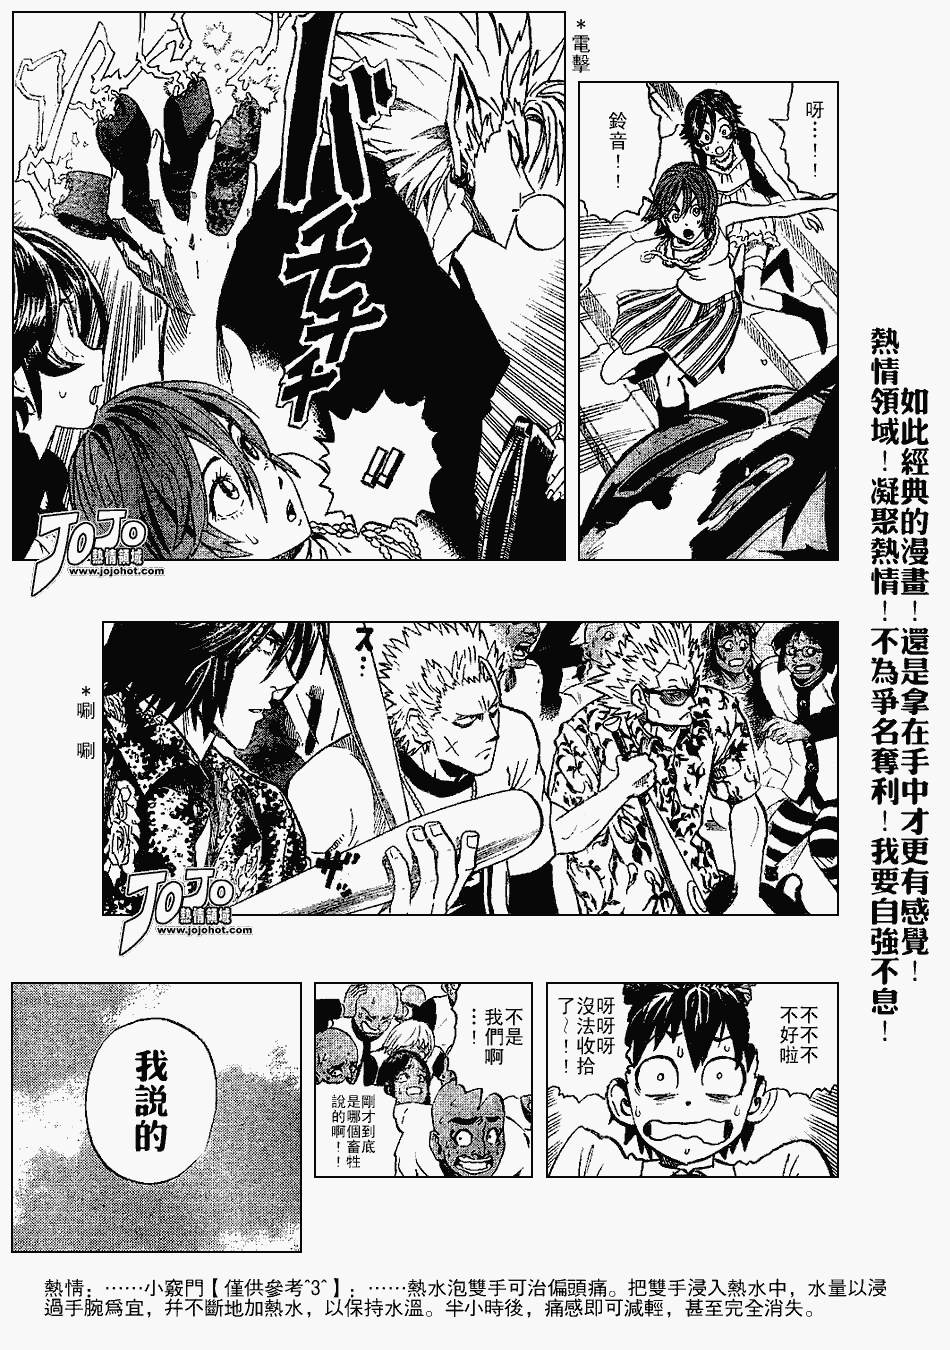 *電擊
呀…！！
鈴音！
バ
チチチチ
!!
JOJO
熱情領域
www.jojohot.com
如此經典的漫畫！還是拿在手中才更有感覺！
熱情領域！凝聚熱情！不為爭名奪利！我要自強不息！
ス…
*唰 唰
JOJO
熱情領域
www.jojohot.com
不不不
不好啦
呀呀呀
沒法收拾
了～！！
不是
我們啊
…！
剛才到底
是哪個畜牲
說的啊！！
我說的
熱情：……小竅門【僅供參考^3^】：……熱水泡雙手可治偏頭痛。把雙手浸入熱水中，水量以浸
過手腕爲宜，幷不斷地加熱水，以保持水溫。半小時後，痛感即可減輕，甚至完全消失。